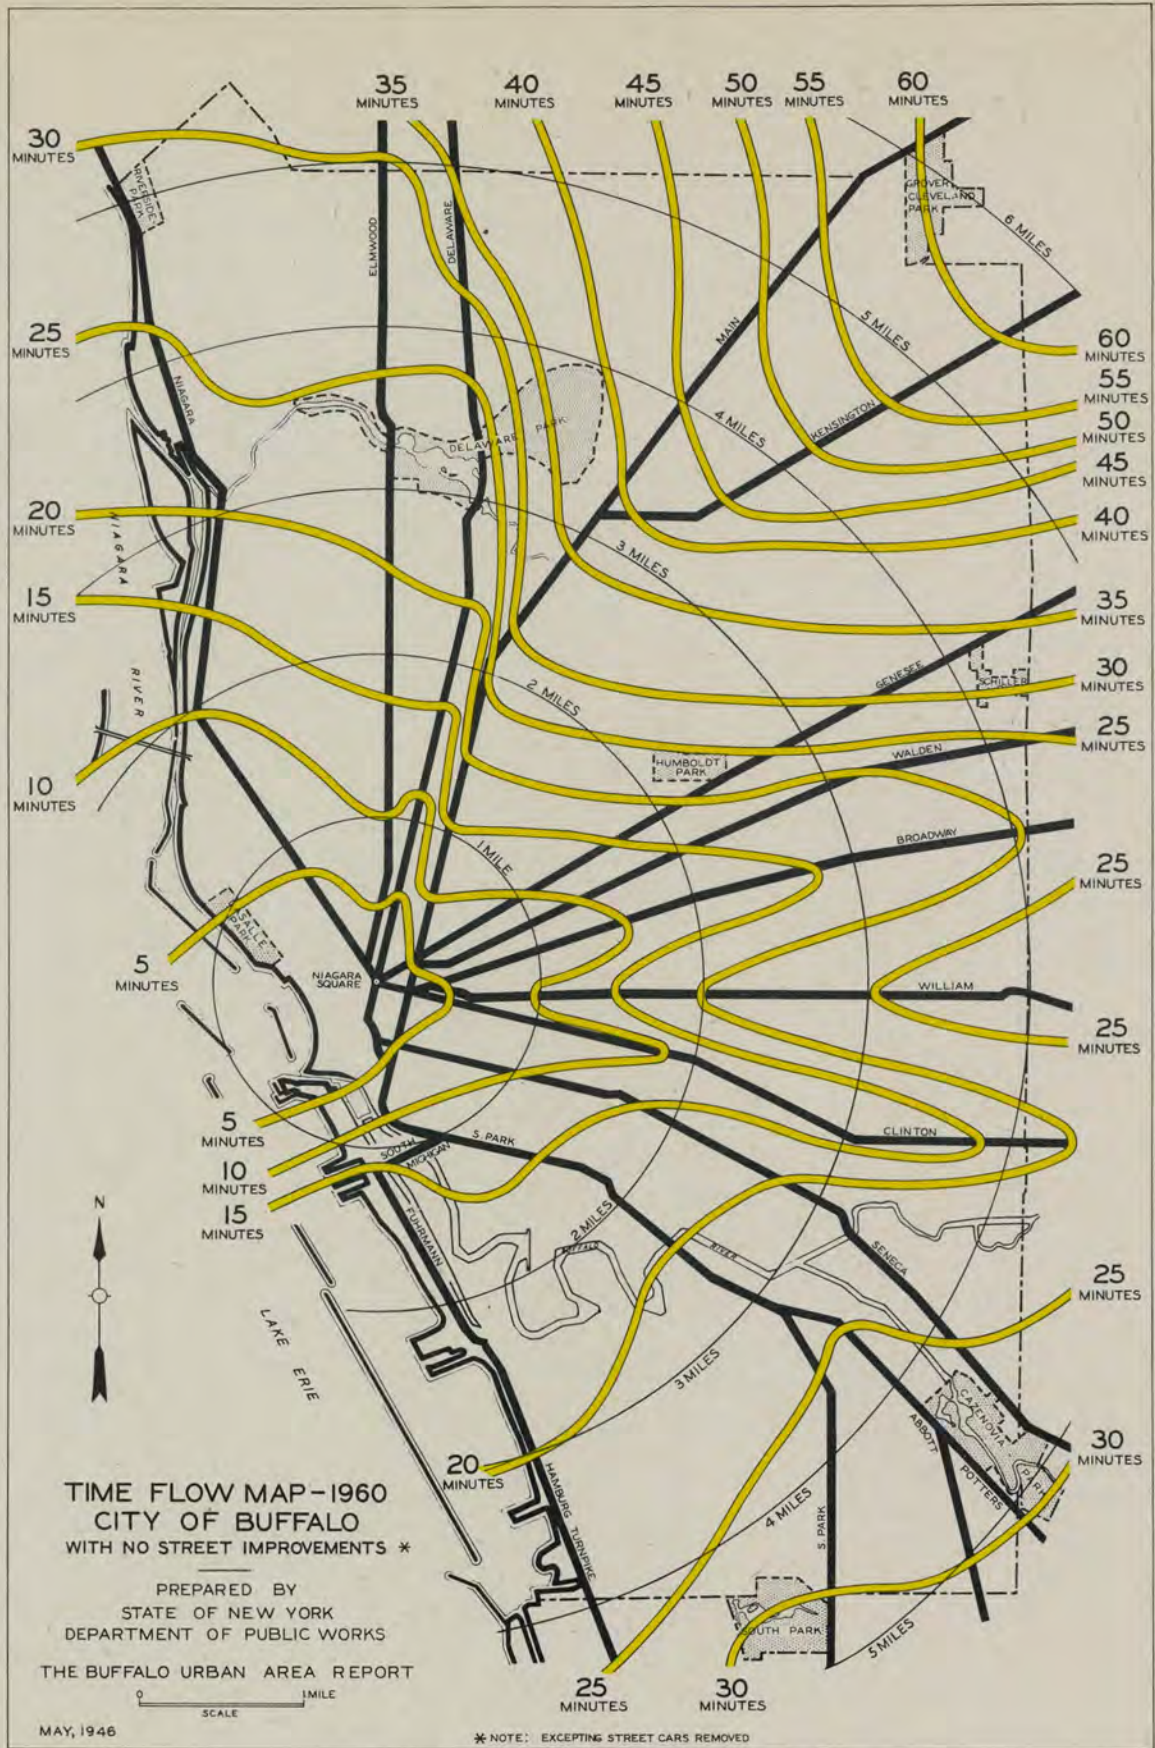 35
MINUTES
40
MINUTES
45
MINUTES
50
MINUTES
55
MINUTES
60
MINUTES
30
MINUTES
RIVERSIDE
PARK
ELMWOOD
DELAWARE
GROVER
CLEVELAND
PARK
6 MILES
MAIN
5 MILES
25
MINUTES
NIAGARA
60
MINUTES
55
MINUTES
50
MINUTES
45
MINUTES
40
MINUTES
DELAWARE PARK
4 MILES
KENSINGTON
20
MINUTES
NIAGARA
RIVER
3 MILES
15
MINUTES
35
MINUTES
GENESEE
SCHILLER
30
MINUTES
2 MILES
25
MINUTES
WALDEN
HUMBOLDT
PARK
10
MINUTES
BROADWAY
1 MILE
25
MINUTES
LASALLE
PARK
5
MINUTES
NIAGARA
SQUARE
WILLIAM
25
MINUTES
5
MINUTES
CLINTON
S. PARK
SOUTH
MICHIGAN
10
MINUTES
15
MINUTES
N
FUHRMANN
2 MILES
BUFFALO
RIVER
SENECA
25
MINUTES
LAKE ERIE
3 MILES
CAZENOVIA
PARK
ABBOTT
POTTERS
30
MINUTES
20
MINUTES
HAMBURG TURNPIKE
4 MILES
S. PARK
SOUTH PARK
5 MILES
25
MINUTES
30
MINUTES
TIME FLOW MAP-1960
CITY OF BUFFALO
WITH NO STREET IMPROVEMENTS *
PREPARED BY
STATE OF NEW YORK
DEPARTMENT OF PUBLIC WORKS
THE BUFFALO URBAN AREA REPORT
0 1 MILE
SCALE
MAY, 1946
* NOTE: EXCEPTING STREET CARS REMOVED